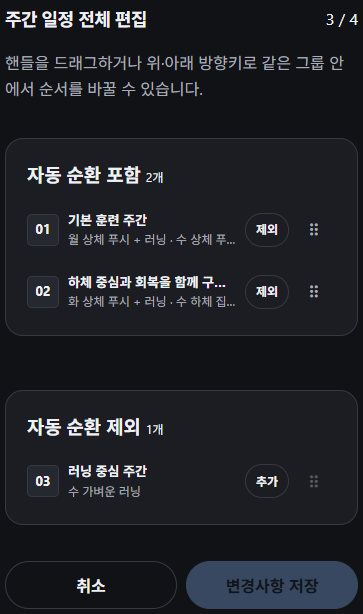 주간 일정 전체 편집 3 / 4
핸들을 드래그하거나 위·아래 방향키로 같은 그룹 안
에서 순서를 바꿀 수 있습니다.
자동 순환 포함 2개
01 기본 훈련 주간 제외
월 상체 푸시 + 러닝 · 수 상체 푸...
02 하체 중심과 회복을 함께 구... 제외
화 상체 푸시 + 러닝 · 수 하체 집...
자동 순환 제외 1개
03 러닝 중심 주간 추가
수 가벼운 러닝
취소 변경사항 저장